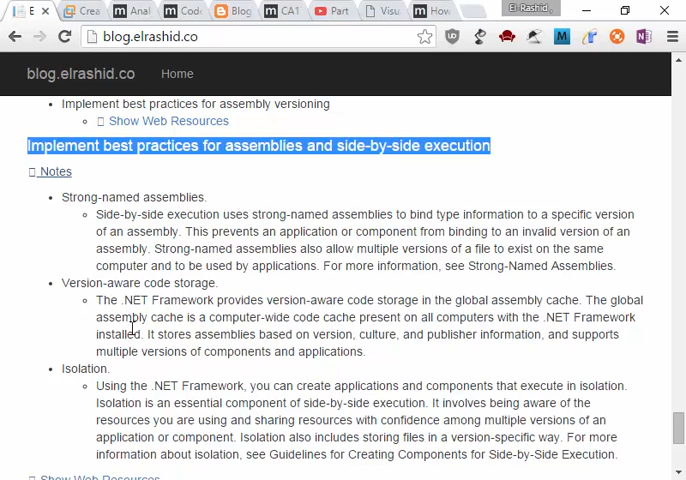 El Rashid
E
Crea
Anal
Code
Blog
CA1
Part
Visu
How
blog.elrashid.co
blog.elrashid.co Home
Implement best practices for assembly versioning
Show Web Resources
Implement best practices for assemblies and side-by-side execution
Notes
Strong-named assemblies.
Side-by-side execution uses strong-named assemblies to bind type information to a specific version
of an assembly. This prevents an application or component from binding to an invalid version of an
assembly. Strong-named assemblies also allow multiple versions of a file to exist on the same
computer and to be used by applications. For more information, see Strong-Named Assemblies.
Version-aware code storage.
The .NET Framework provides version-aware code storage in the global assembly cache. The global
assembly cache is a computer-wide code cache present on all computers with the .NET Framework
installed. It stores assemblies based on version, culture, and publisher information, and supports
multiple versions of components and applications.
Isolation.
Using the .NET Framework, you can create applications and components that execute in isolation.
Isolation is an essential component of side-by-side execution. It involves being aware of the
resources you are using and sharing resources with confidence among multiple versions of an
application or component. Isolation also includes storing files in a version-specific way. For more
information about isolation, see Guidelines for Creating Components for Side-by-Side Execution.
Show Web Resources